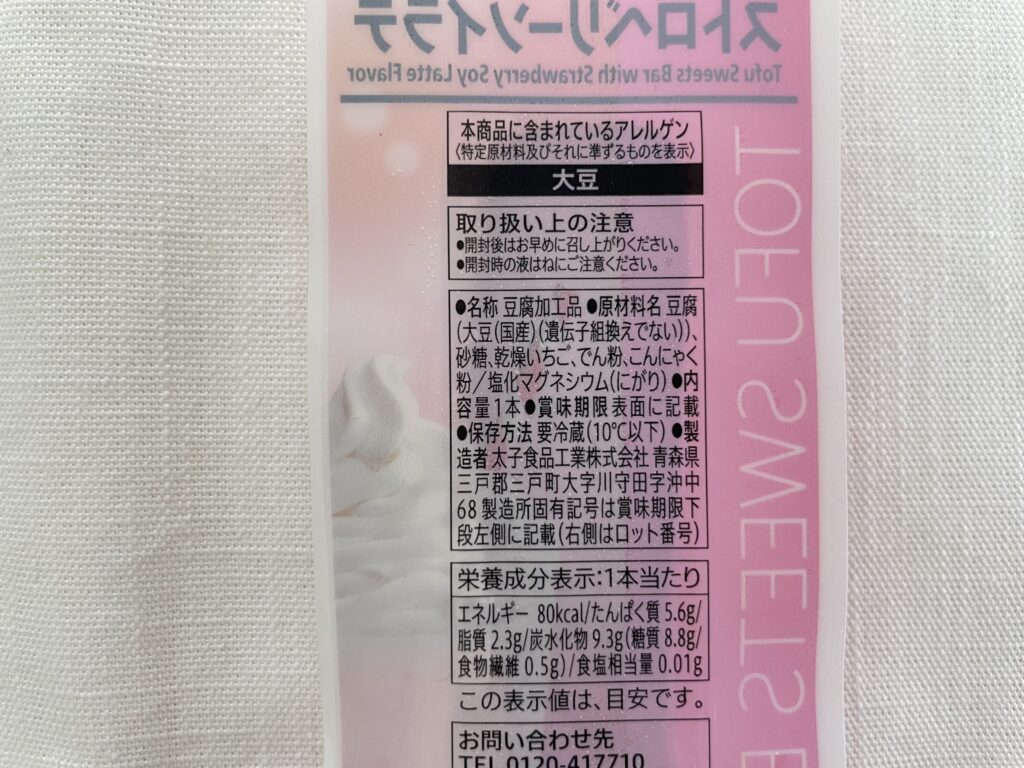 ストロベリーソイラテ
Tofu Sweets Bar with Strawberry Soy Latte Flavor
本商品に含まれているアレルゲン
〈特定原材料及びそれに準ずるものを表示〉
大豆
取り扱い上の注意
●開封後はお早めに召し上がりください。
●開封時の液はねにご注意ください。
●名称 豆腐加工品 ●原材料名 豆腐
(大豆(国産)(遺伝子組換えでない))、
砂糖、乾燥いちご、でん粉、こんにゃく
粉/塩化マグネシウム(にがり) ●内
容量1本 ●賞味期限表面に記載
●保存方法 要冷蔵(10℃以下) ●製
造者 太子食品工業株式会社 青森県
三戸郡三戸町大字川守田字沖中
68 製造所固有記号は賞味期限下
段左側に記載(右側はロット番号)
栄養成分表示:1本当たり
エネルギー 80kcal/たんぱく質 5.6g/
脂質 2.3g/炭水化物 9.3g(糖質 8.8g/
食物繊維 0.5g)/食塩相当量 0.01g
この表示値は、目安です。
お問い合わせ先
TEL 0120-417710
TOFU SWEETS